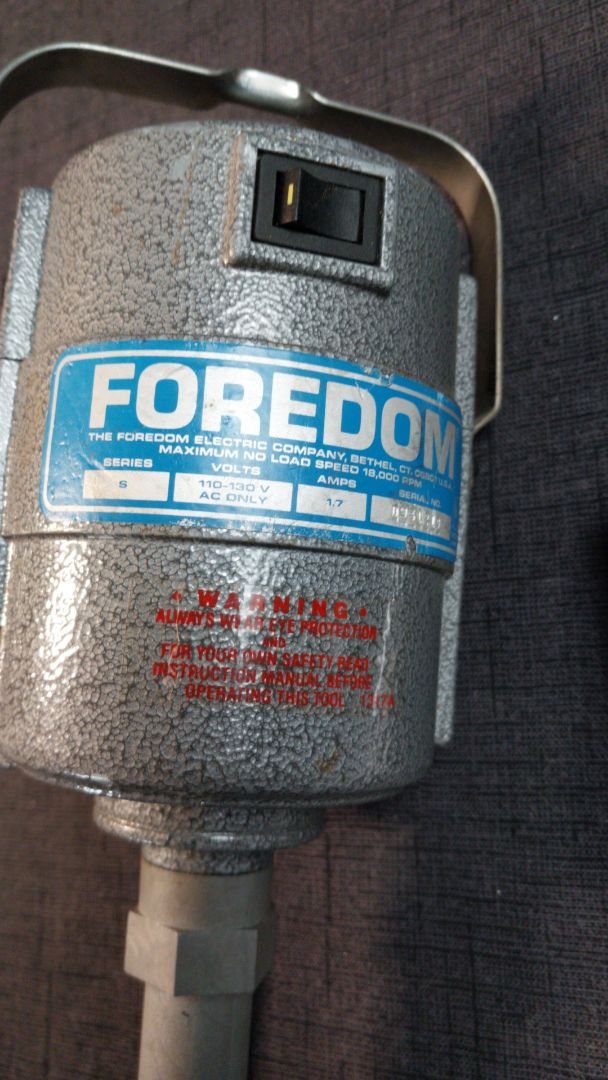 FOREDOM
THE FOREDOM ELECTRIC COMPANY, BETHEL, CT. U.S.A.
MAXIMUM NO LOAD SPEED 18,000 RPM
SERIES VOLTS AMPS SERIAL NO.
S 110-130 V 1.7
AC ONLY
• WARNING •
ALWAYS WEAR EYE PROTECTION
AND
FOR YOUR OWN SAFETY READ
INSTRUCTION MANUAL BEFORE
OPERATING THIS TOOL